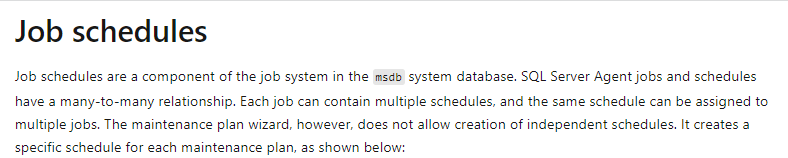 Job schedules
Job schedules are a component of the job system in the msdb system database. SQL Server Agent jobs and schedules
have a many-to-many relationship. Each job can contain multiple schedules, and the same schedule can be assigned to
multiple jobs. The maintenance plan wizard, however, does not allow creation of independent schedules. It creates a
specific schedule for each maintenance plan, as shown below: